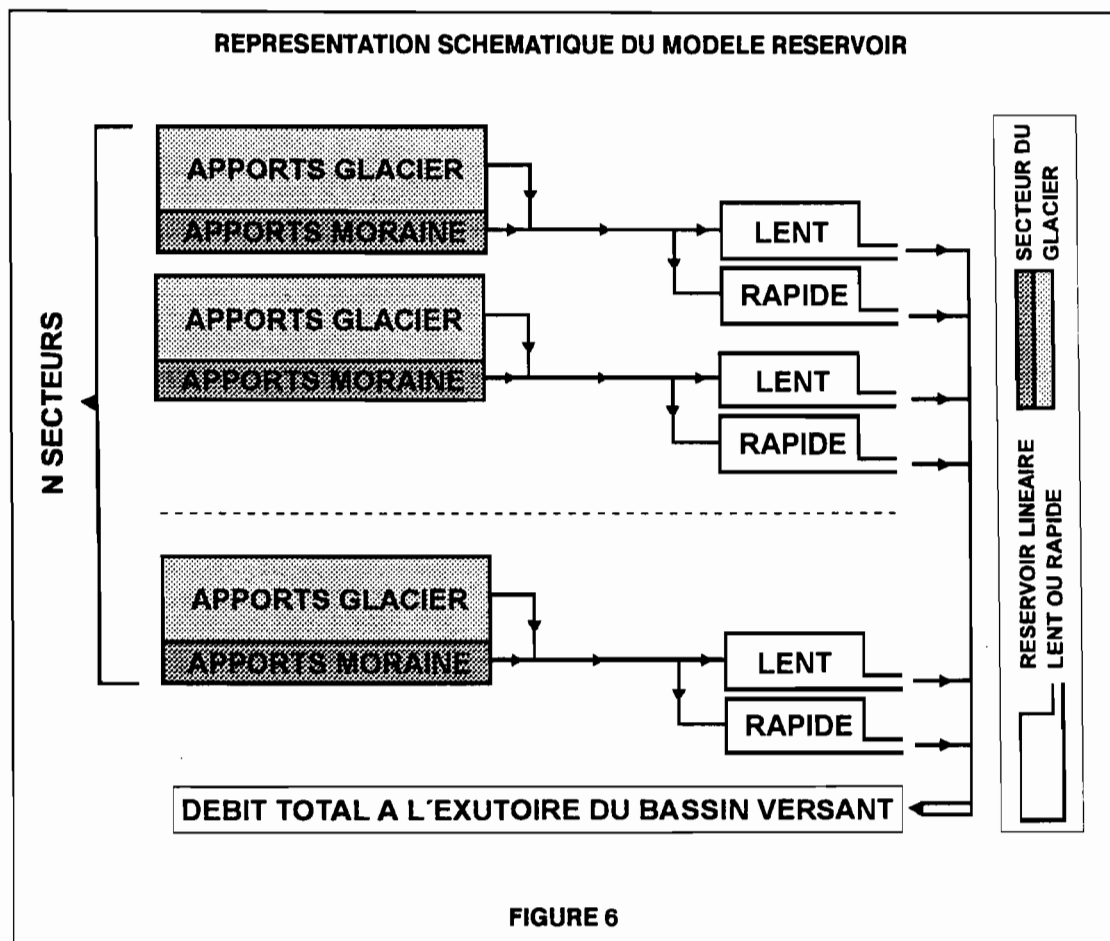 REPRESENTATION SCHEMATIQUE DU MODELE RESERVOIR
N SECTEURS
APPORTS GLACIER
APPORTS MORAINE
LENT
RAPIDE
APPORTS GLACIER
APPORTS MORAINE
LENT
RAPIDE
APPORTS GLACIER
APPORTS MORAINE
LENT
RAPIDE
DEBIT TOTAL A L´EXUTOIRE DU BASSIN VERSANT
SECTEUR DU
GLACIER
RESERVOIR LINEAIRE
LENT OU RAPIDE
FIGURE 6